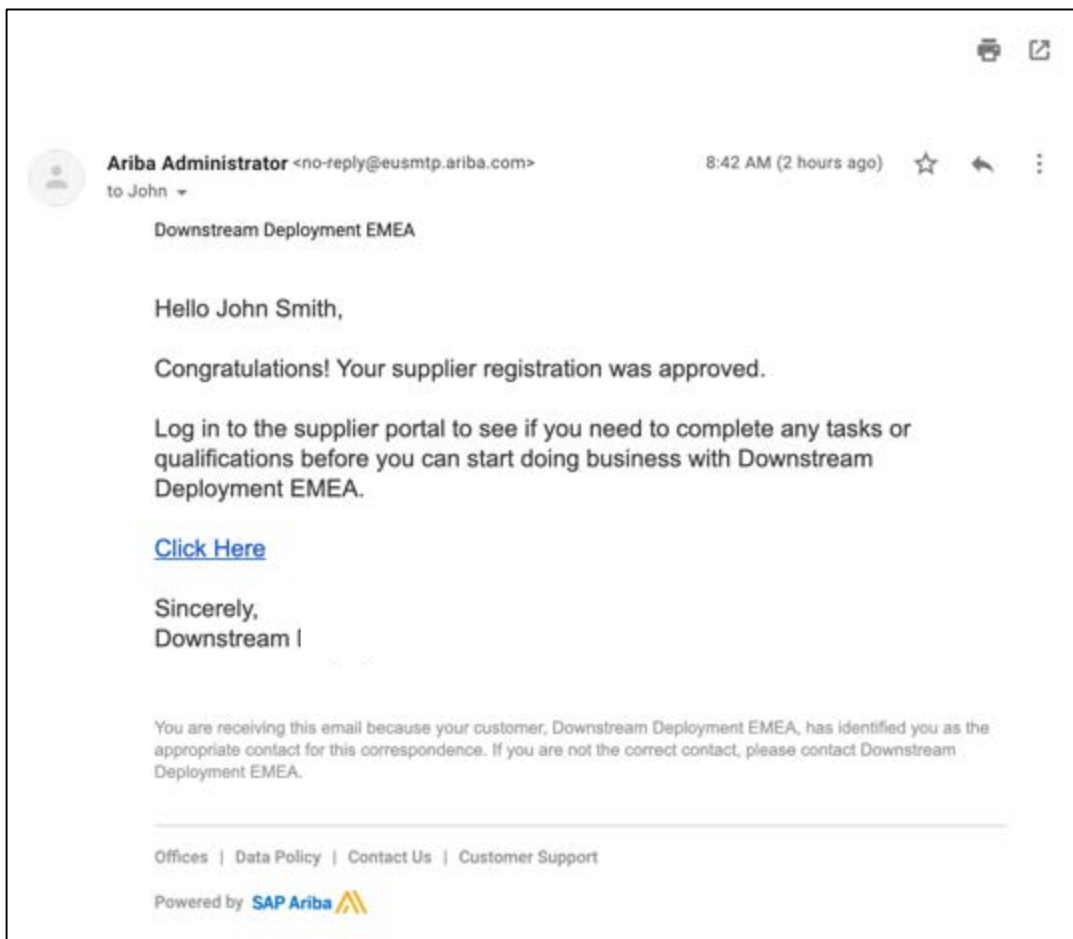 Ariba Administrator <no-reply@eusmtp.ariba.com> 8:42 AM (2 hours ago)
to John
Downstream Deployment EMEA
Hello John Smith,
Congratulations! Your supplier registration was approved.
Log in to the supplier portal to see if you need to complete any tasks or
qualifications before you can start doing business with Downstream
Deployment EMEA.
Click Here
Sincerely,
Downstream
You are receiving this email because your customer, Downstream Deployment EMEA, has identified you as the
appropriate contact for this correspondence. If you are not the correct contact, please contact Downstream
Deployment EMEA.
Offices | Data Policy | Contact Us | Customer Support
Powered by SAP Ariba